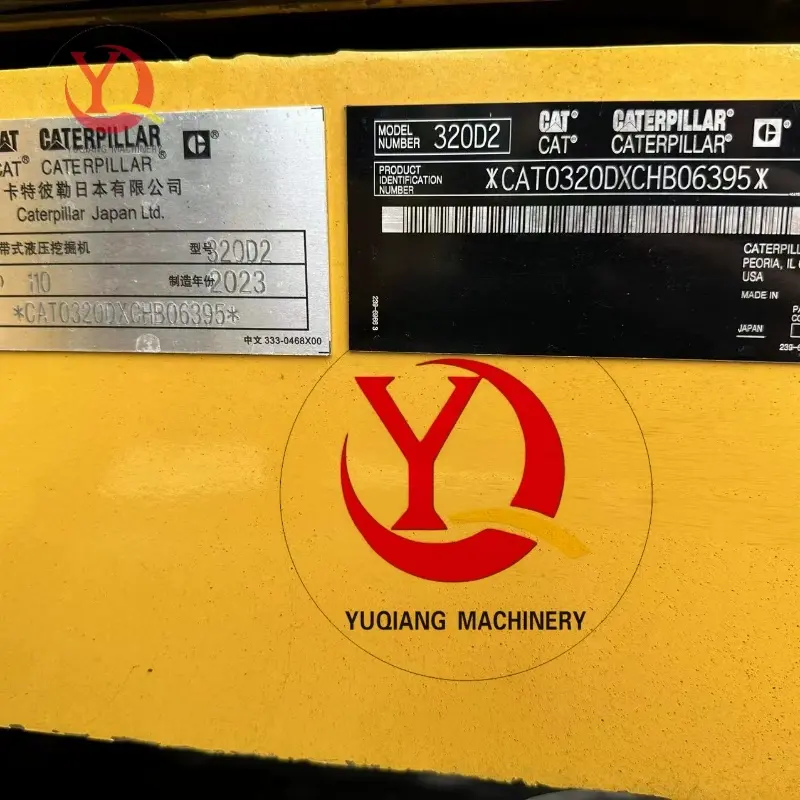 CAT CATERPILLAR®
CAT® CATERPILLAR®
卡特彼勒日本有限公司
Caterpillar Japan Ltd.
带式液压挖掘机 型号 320D2
110 制造年份 2023
*CAT0320DXCHB06395*
中文 333-0468X00
MODEL NUMBER 320D2 CAT® CATERPILLAR®
CAT® CATERPILLAR®
PRODUCT IDENTIFICATION NUMBER *CAT0320DXCHB06395*
CATERPILL
PEORIA, IL 6
USA
MADE IN
JAPAN
YQ
YUQIANG MACHINERY